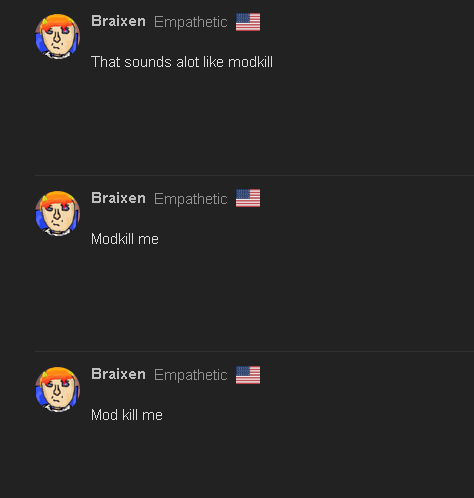 Braixen Empathetic
That sounds alot like modkill
Braixen Empathetic
Modkill me
Braixen Empathetic
Mod kill me